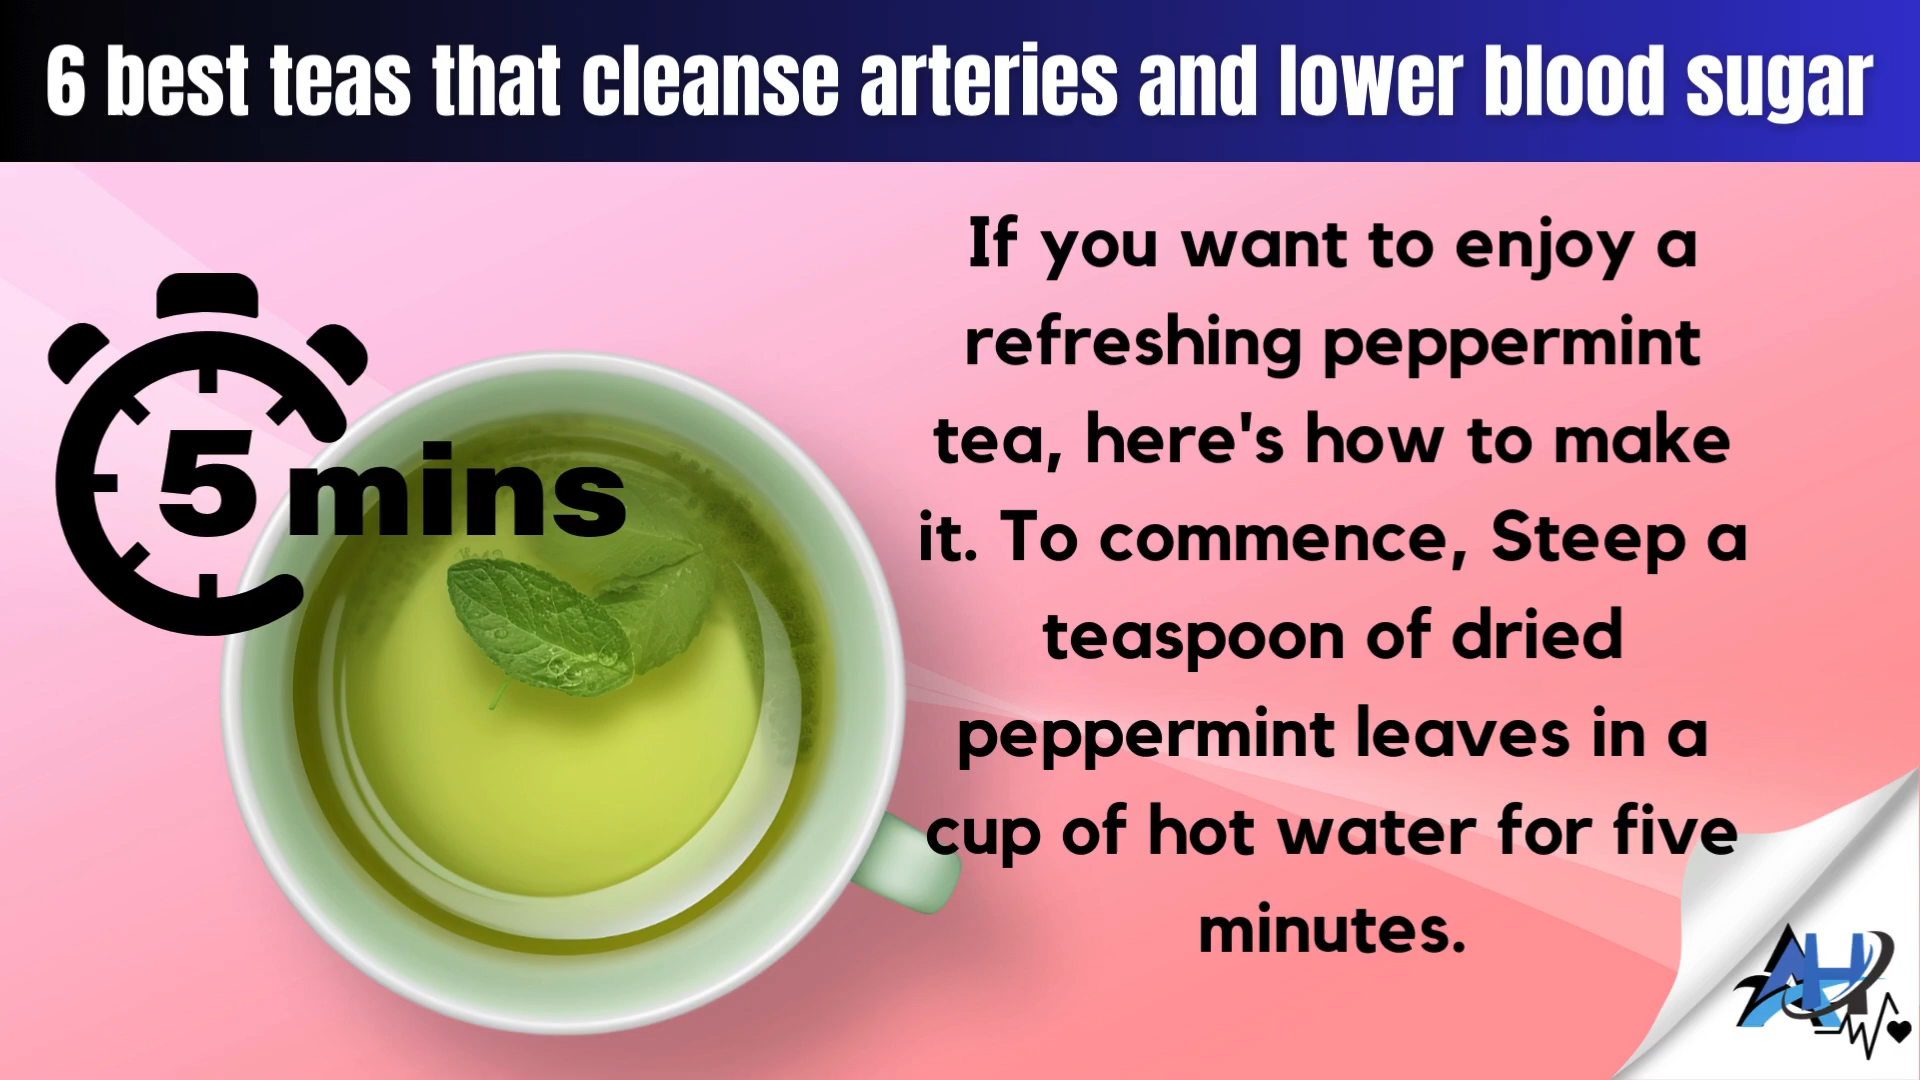 6 best teas that cleanse arteries and lower blood sugar
5 mins
If you want to enjoy a
refreshing peppermint
tea, here's how to make
it. To commence, Steep a
teaspoon of dried
peppermint leaves in a
cup of hot water for five
minutes.
AH